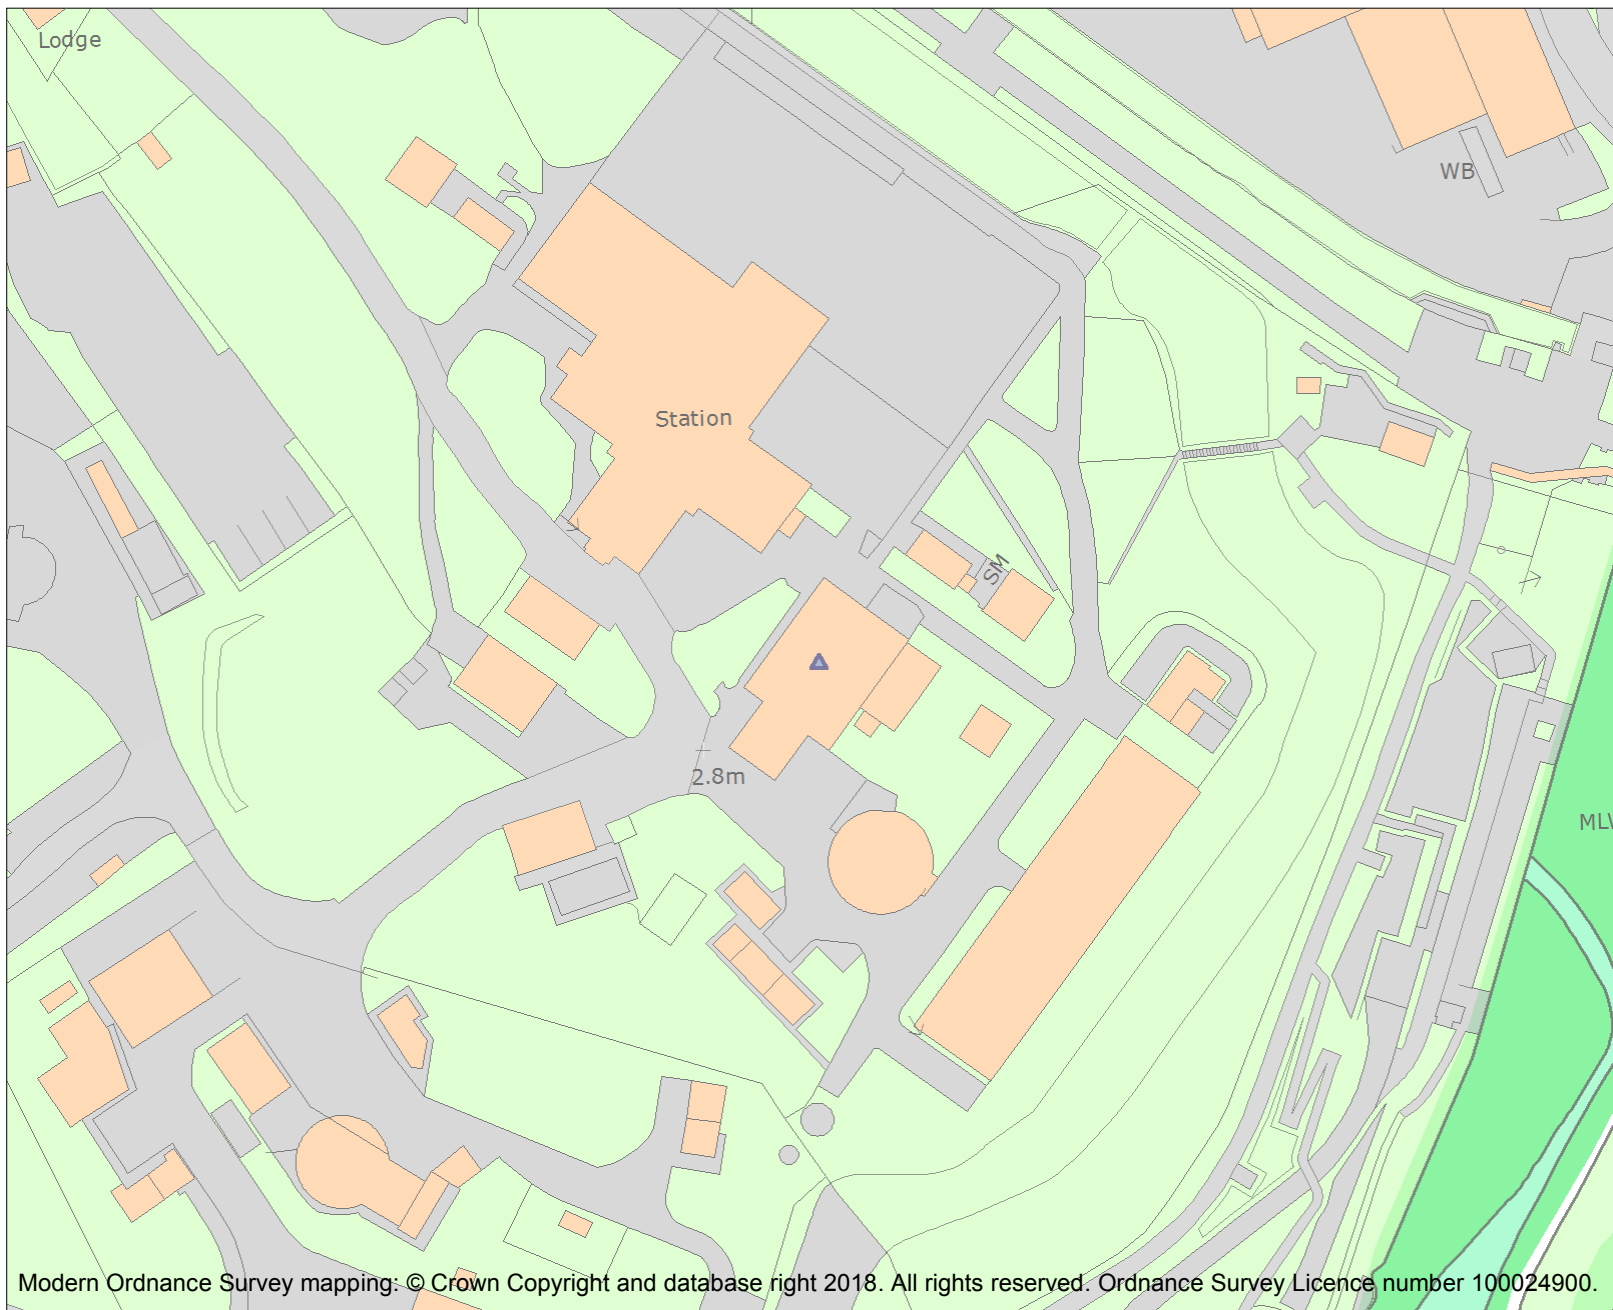 Lodge
WB
Station
SM
2.8m
MLW
Modern Ordnance Survey mapping: © Crown Copyright and database right 2018. All rights reserved. Ordnance Survey Licence number 100024900.